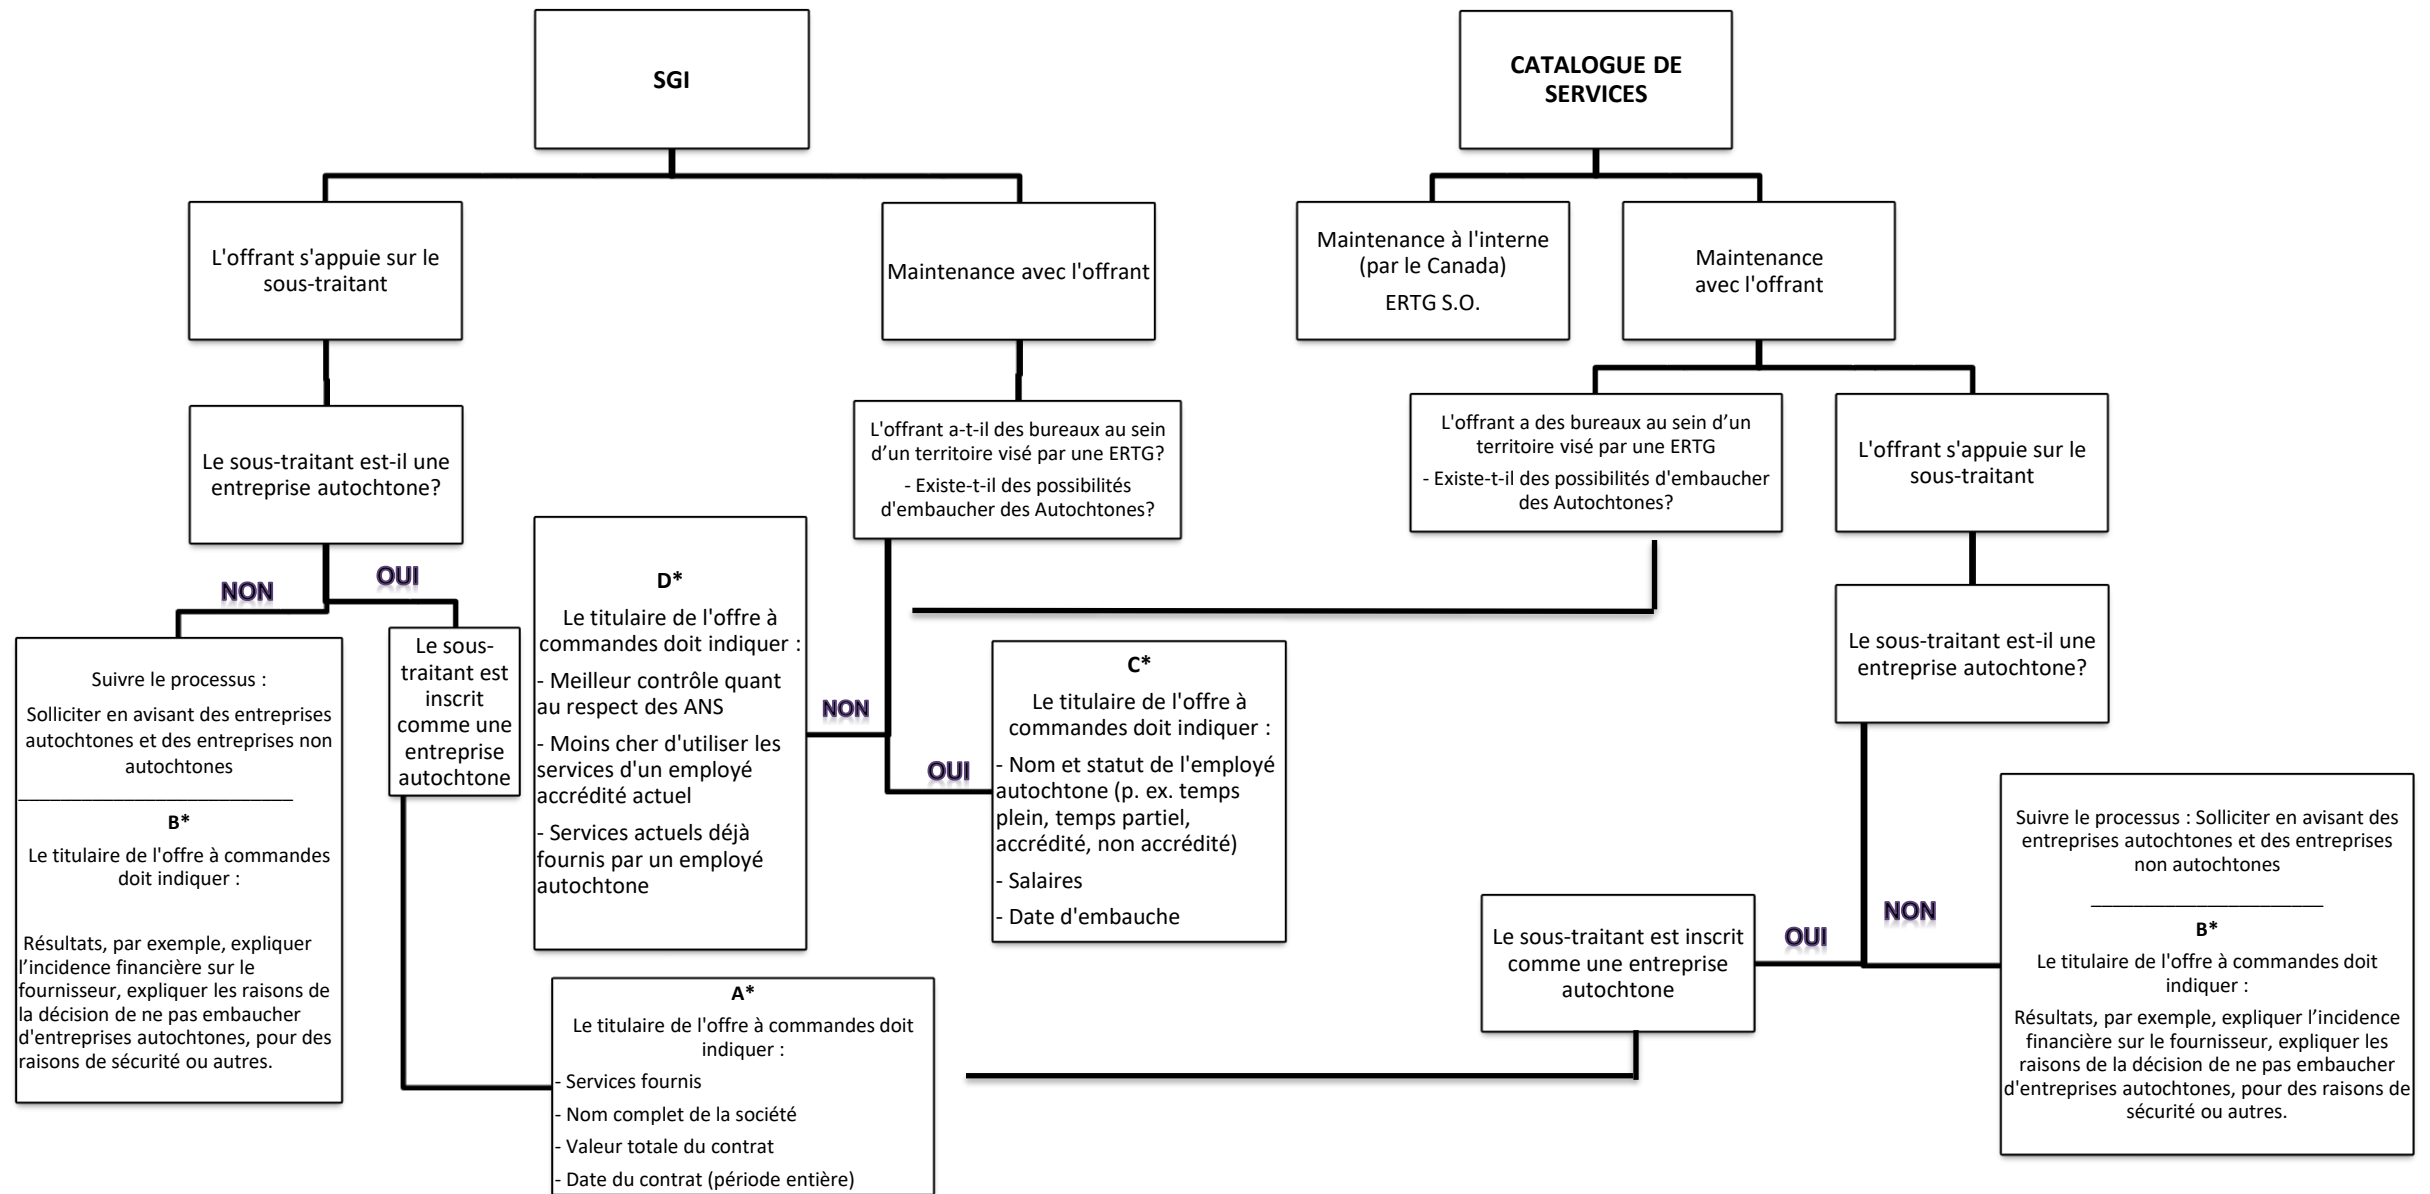 SGI
CATALOGUE DE
SERVICES
L'offrant s'appuie sur le
sous-traitant
Maintenance avec l'offrant
Maintenance à l'interne
(par le Canada)
ERTG S.O.
Maintenance
avec l'offrant
Le sous-traitant est-il une
entreprise autochtone?
L'offrant a-t-il des bureaux au sein
d’un territoire visé par une ERTG?
- Existe-t-il des possibilités
d'embaucher des Autochtones?
L'offrant a des bureaux au sein d’un
territoire visé par une ERTG
- Existe-t-il des possibilités d'embaucher
des Autochtones?
L'offrant s'appuie sur le
sous-traitant
NON
OUI
Suivre le processus :
Solliciter en avisant des entreprises
autochtones et des entreprises non
autochtones
B*
Le titulaire de l'offre à commandes
doit indiquer :
Résultats, par exemple, expliquer
l’incidence financière sur le
fournisseur, expliquer les raisons de
la décision de ne pas embaucher
d'entreprises autochtones, pour des
raisons de sécurité ou autres.
Le sous-
traitant est
inscrit
comme une
entreprise
autochtone
D*
Le titulaire de l'offre à
commandes doit indiquer :
- Meilleur contrôle quant
au respect des ANS
- Moins cher d'utiliser les
services d'un employé
accrédité actuel
- Services actuels déjà
fournis par un employé
autochtone
NON
OUI
C*
Le titulaire de l'offre à
commandes doit indiquer :
- Nom et statut de l'employé
autochtone (p. ex. temps
plein, temps partiel,
accrédité, non accrédité)
- Salaires
- Date d'embauche
A*
Le titulaire de l'offre à commandes doit
indiquer :
- Services fournis
- Nom complet de la société
- Valeur totale du contrat
- Date du contrat (période entière)
Le sous-traitant est-il une
entreprise autochtone?
Le sous-traitant est inscrit
comme une entreprise
autochtone
OUI
NON
Suivre le processus : Solliciter en avisant des
entreprises autochtones et des entreprises
non autochtones
B*
Le titulaire de l'offre à commandes doit
indiquer :
Résultats, par exemple, expliquer l’incidence
financière sur le fournisseur, expliquer les
raisons de la décision de ne pas embaucher
d'entreprises autochtones, pour des raisons de
sécurité ou autres.